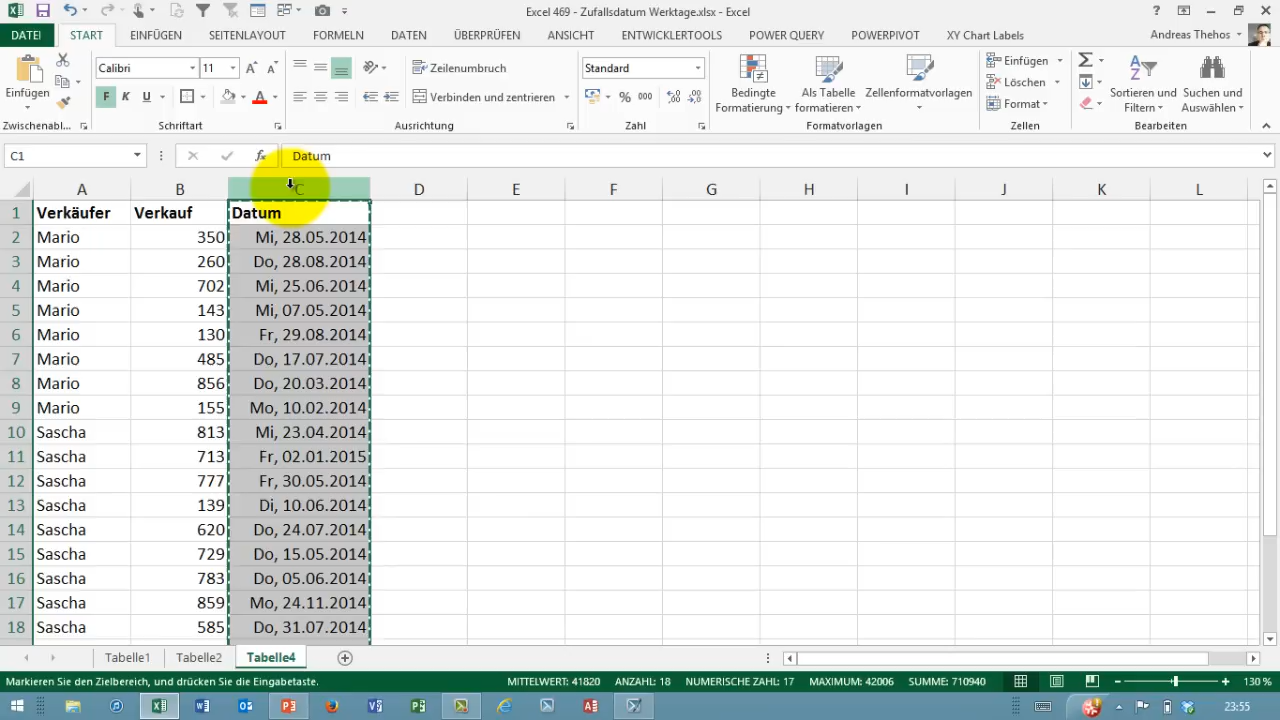 Excel 469 - Zufallsdatum Werktage.xlsx - Excel
DATEI START EINFÜGEN SEITENLAYOUT FORMELN DATEN ÜBERPRÜFEN ANSICHT ENTWICKLERTOOLS POWER QUERY POWERPIVOT XY Chart Labels Andreas Thehos
Calibri 11 Zeilenumbruch Standard Einfügen
Einfügen F K U Verbinden und zentrieren % 000 Bedingte Formatierung Als Tabelle formatieren Zellenformatvorlagen Löschen Format Sortieren und Filtern Suchen und Auswählen
Zwischenabl... Schriftart Ausrichtung Zahl Formatvorlagen Zellen Bearbeiten
C1 fx Datum
A B C D E F G H I J K L
1 Verkäufer Verkauf Datum
2 Mario 350 Mi, 28.05.2014
3 Mario 260 Do, 28.08.2014
4 Mario 702 Mi, 25.06.2014
5 Mario 143 Mi, 07.05.2014
6 Mario 130 Fr, 29.08.2014
7 Mario 485 Do, 17.07.2014
8 Mario 856 Do, 20.03.2014
9 Mario 155 Mo, 10.02.2014
10 Sascha 813 Mi, 23.04.2014
11 Sascha 713 Fr, 02.01.2015
12 Sascha 777 Fr, 30.05.2014
13 Sascha 139 Di, 10.06.2014
14 Sascha 620 Do, 24.07.2014
15 Sascha 729 Do, 15.05.2014
16 Sascha 783 Do, 05.06.2014
17 Sascha 859 Mo, 24.11.2014
18 Sascha 585 Do, 31.07.2014
Tabelle1 Tabelle2 Tabelle4
Markieren Sie den Zielbereich, und drücken Sie die Eingabetaste. MITTELWERT: 41820 ANZAHL: 18 NUMERISCHE ZAHL: 17 MAXIMUM: 42006 SUMME: 710940 130 %
23:55